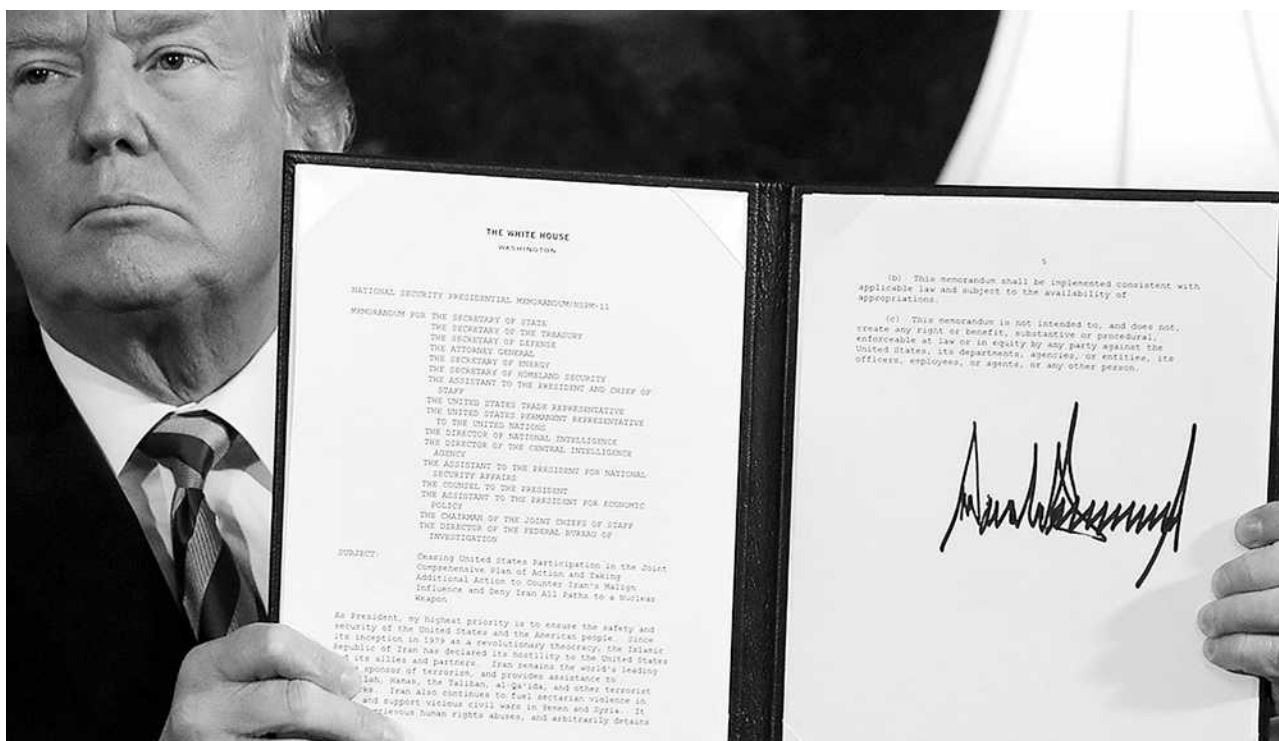 THE WHITE HOUSE
WASHINGTON
NATIONAL SECURITY PRESIDENTIAL MEMORANDUM/NSPM-11
MEMORANDUM FOR THE SECRETARY OF STATE
THE SECRETARY OF THE TREASURY
THE SECRETARY OF DEFENSE
THE ATTORNEY GENERAL
THE SECRETARY OF ENERGY
THE SECRETARY OF HOMELAND SECURITY
THE ASSISTANT TO THE PRESIDENT AND CHIEF OF
STAFF
THE UNITED STATES TRADE REPRESENTATIVE
THE UNITED STATES PERMANENT REPRESENTATIVE
TO THE UNITED NATIONS
THE DIRECTOR OF NATIONAL INTELLIGENCE
THE DIRECTOR OF THE CENTRAL INTELLIGENCE
AGENCY
THE ASSISTANT TO THE PRESIDENT FOR NATIONAL
SECURITY AFFAIRS
THE COUNSEL TO THE PRESIDENT
THE ASSISTANT TO THE PRESIDENT FOR ECONOMIC
POLICY
THE CHAIRMAN OF THE JOINT CHIEFS OF STAFF
THE DIRECTOR OF THE FEDERAL BUREAU OF
INVESTIGATION
SUBJECT: Ceasing United States Participation in the Joint
Comprehensive Plan of Action and Taking
Additional Action to Counter Iran's Malign
Influence and Deny Iran All Paths to a Nuclear
Weapon
As President, my highest priority is to ensure the safety and
security of the United States and the American people. Since
its inception in 1979 as a revolutionary theocracy, the Islamic
Republic of Iran has declared its hostility to the United States
and its allies and partners. Iran remains the world's leading
sponsor of terrorism, and provides assistance to
Hamas, the Taliban, al-Qa'ida, and other terrorist
Iran also continues to fuel sectarian violence in
and support vicious civil wars in Yemen and Syria. It
grievous human rights abuses, and arbitrarily detains
5
(b) This memorandum shall be implemented consistent with
applicable law and subject to the availability of
appropriations.
(c) This memorandum is not intended to, and does not,
create any right or benefit, substantive or procedural,
enforceable at law or in equity by any party against the
United States, its departments, agencies, or entities, its
officers, employees, or agents, or any other person.